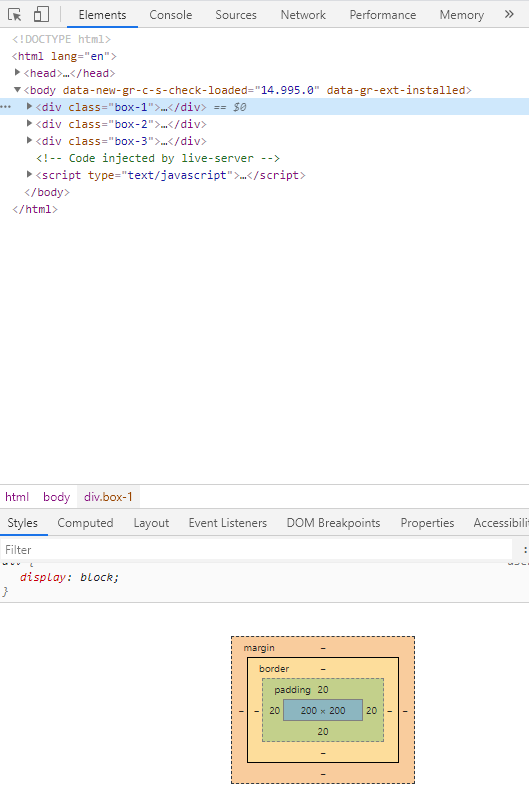 Elements Console Sources Network Performance Memory »
<!DOCTYPE html>
<html lang="en">
<head>…</head>
<body data-new-gr-c-s-check-loaded="14.995.0" data-gr-ext-installed>
<div class="box-1">…</div> == $0
<div class="box-2">…</div>
<div class="box-3">…</div>
<!-- Code injected by live-server -->
<script type="text/javascript">…</script>
</body>
</html>
html body div.box-1
Styles Computed Layout Event Listeners DOM Breakpoints Properties
Filter :
div {
display: block;
}
margin –
border –
padding 20
– – 20 200 × 200 20 – –
20
–
–